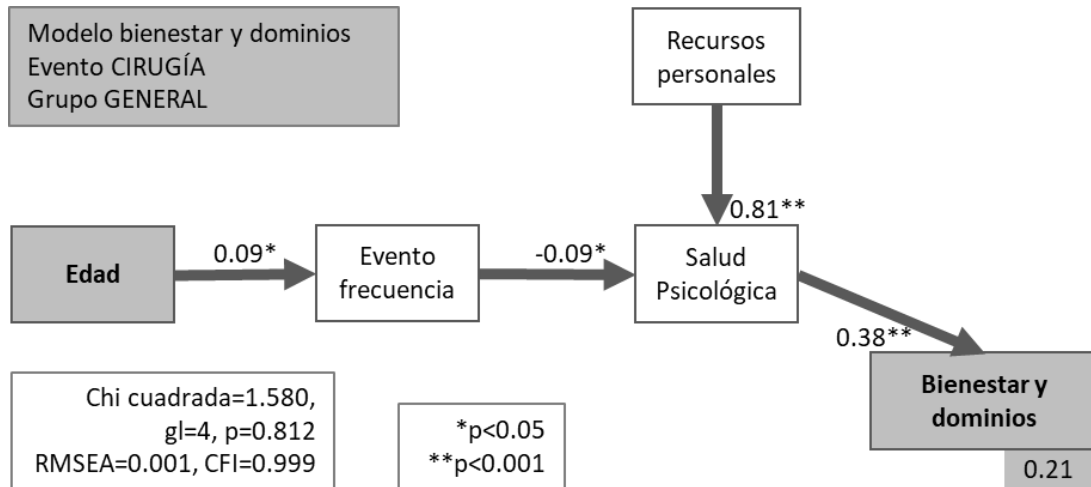 Modelo bienestar y dominios
Evento CIRUGÍA
Grupo GENERAL
Recursos
personales
0.81**
Edad
0.09*
Evento
frecuencia
-0.09*
Salud
Psicológica
0.38**
Bienestar y
dominios
0.21
Chi cuadrada=1.580,
gl=4, p=0.812
RMSEA=0.001, CFI=0.999
*p<0.05
**p<0.001